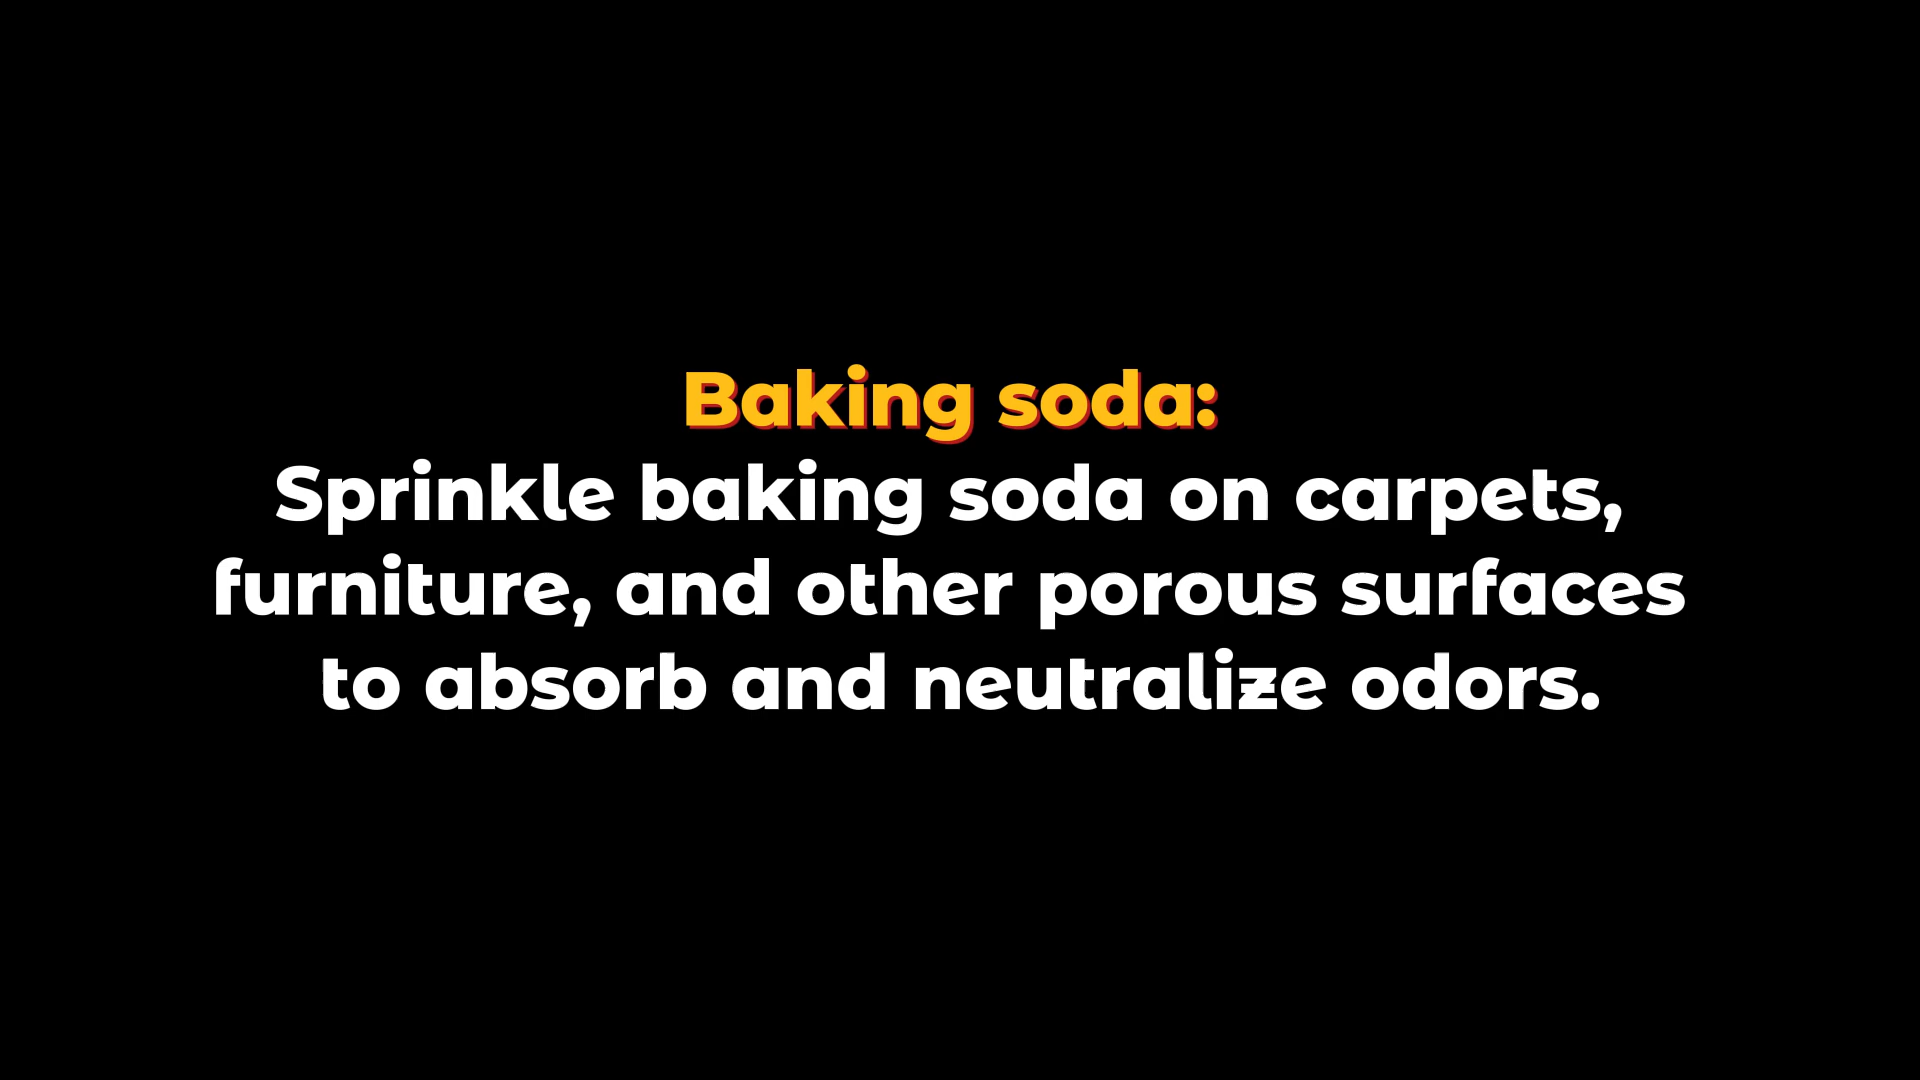 Baking soda:
Sprinkle baking soda on carpets,
furniture, and other porous surfaces
to absorb and neutralize odors.